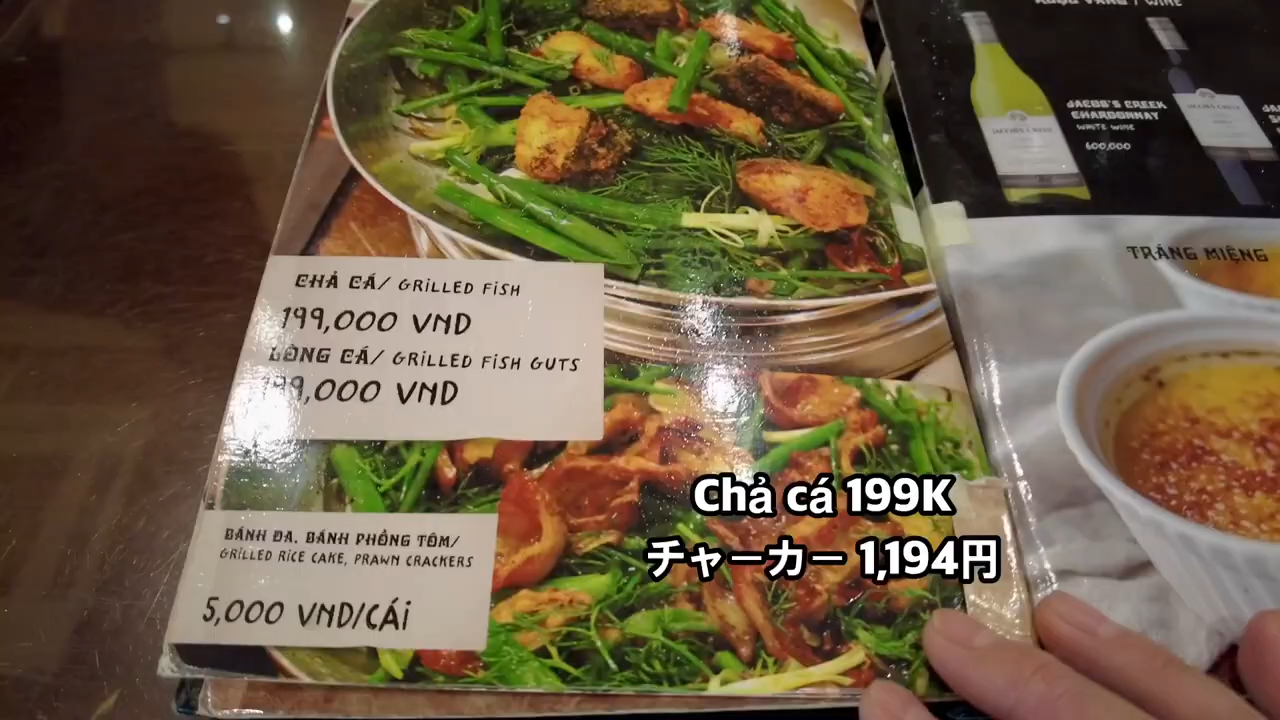 CHẢ CÁ/ GRILLED FISH
199,000 VND
LÒNG CÁ/ GRILLED FISH GUTS
199,000 VND
BÁNH ĐA, BÁNH PHỒNG TÔM/
GRILLED RICE CAKE, PRAWN CRACKERS
5,000 VND/CÁI
Chả cá 199K
チャーカー 1,194円
WINE
JACOB'S CREEK
CHARDONNAY
WHITE WINE
600,000
TRÁNG MIỆNG